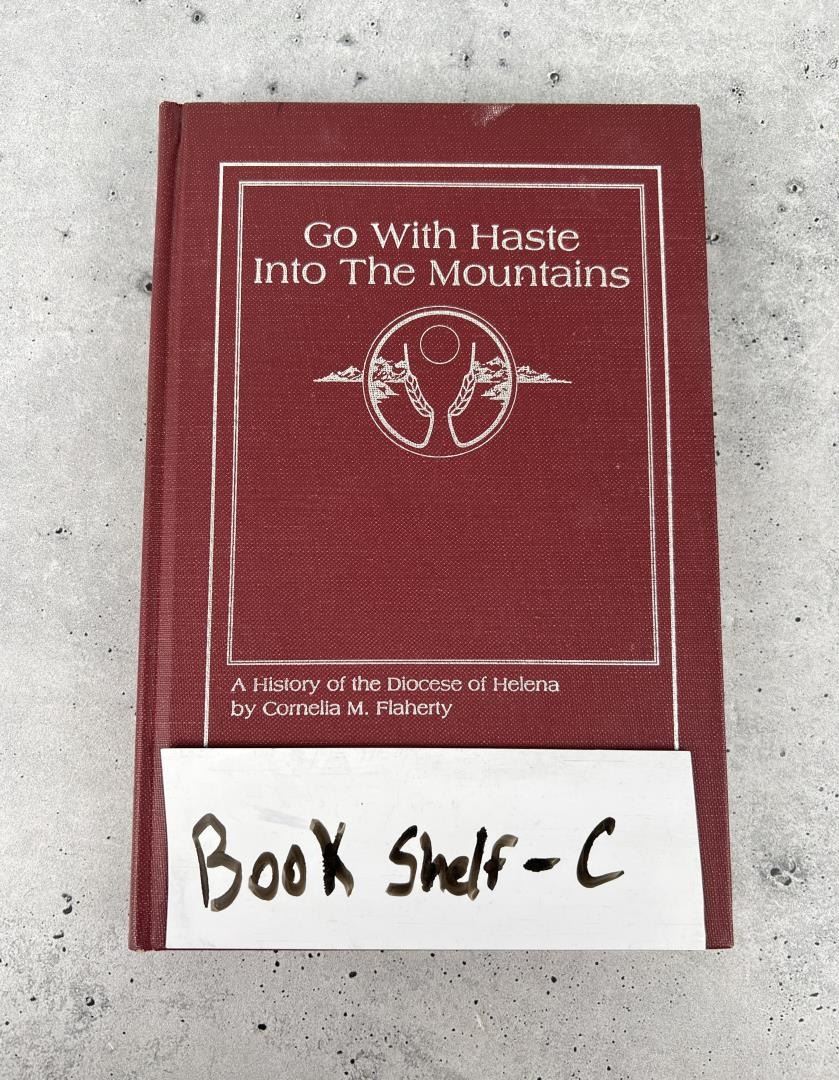 Go With Haste
Into The Mountains
A History of the Diocese of Helena
by Cornelia M. Flaherty
Book Shelf - C